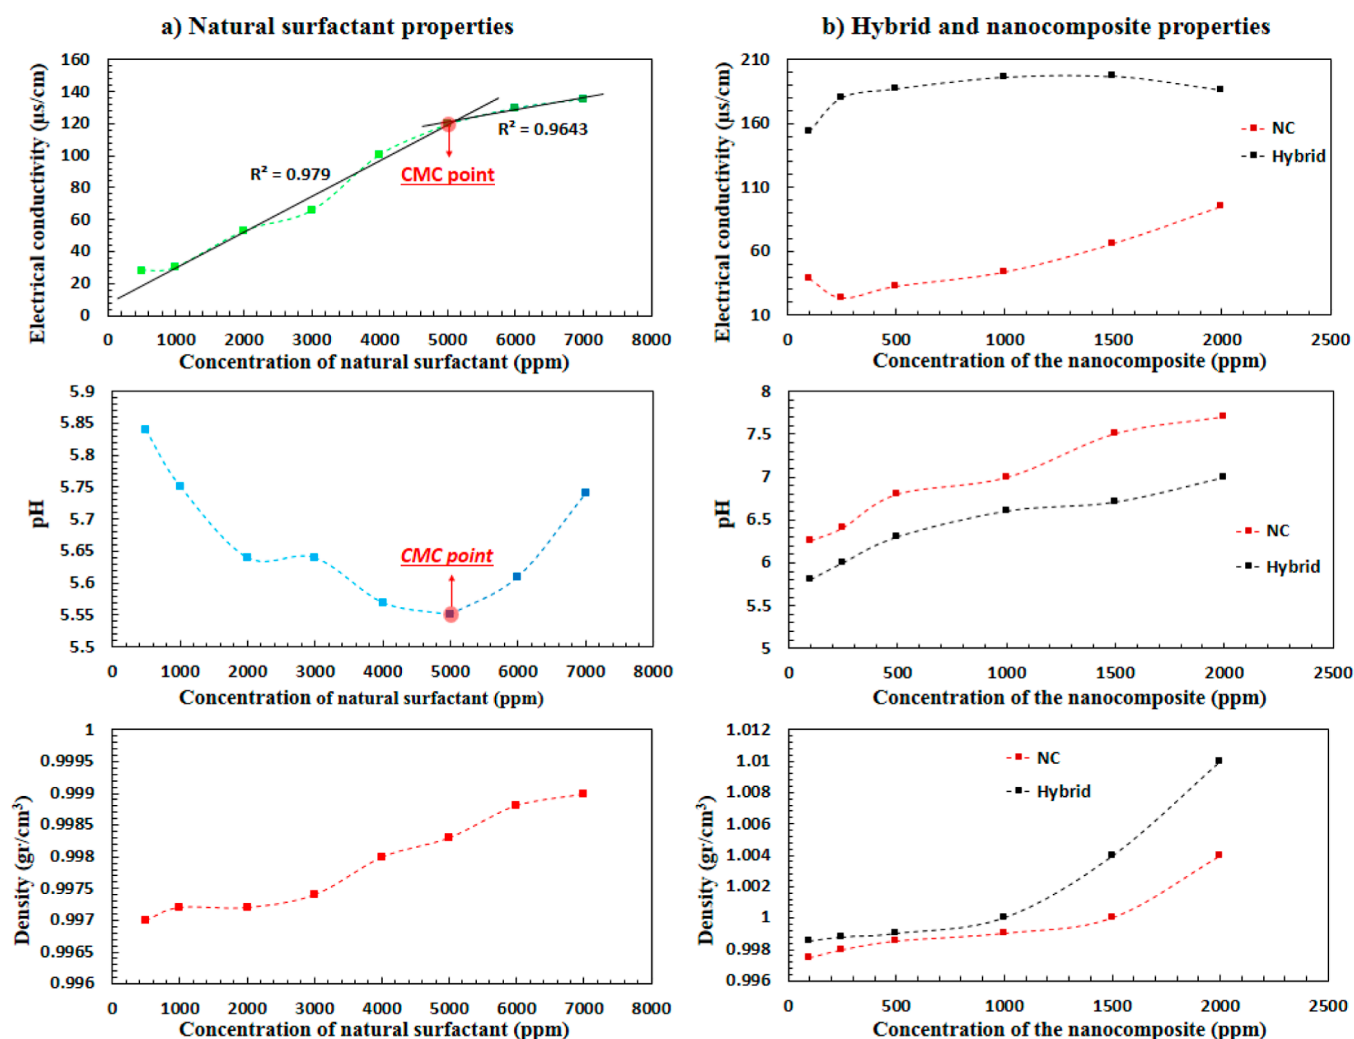 a) Natural surfactant properties
b) Hybrid and nanocomposite properties
Electrical conductivity (µs/cm)
160
140
120
100
80
60
40
20
0
R² = 0.979
R² = 0.9643
CMC point
0 1000 2000 3000 4000 5000 6000 7000 8000
Concentration of natural surfactant (ppm)
Electrical conductivity (µs/cm)
210
160
110
60
10
NC
Hybrid
0 500 1000 1500 2000 2500
Concentration of the nanocomposite (ppm)
pH
5.9
5.85
5.8
5.75
5.7
5.65
5.6
5.55
5.5
CMC point
0 1000 2000 3000 4000 5000 6000 7000 8000
Concentration of natural surfactant (ppm)
pH
8
7.5
7
6.5
6
5.5
5
NC
Hybrid
0 500 1000 1500 2000 2500
Concentration of the nanocomposite (ppm)
Density (gr/cm³)
1
0.9995
0.999
0.9985
0.998
0.9975
0.997
0.9965
0.996
0 1000 2000 3000 4000 5000 6000 7000 8000
Concentration of natural surfactant (ppm)
Density (gr/cm³)
1.012
1.01
1.008
1.006
1.004
1.002
1
0.998
0.996
NC
Hybrid
0 500 1000 1500 2000 2500
Concentration of the nanocomposite (ppm)